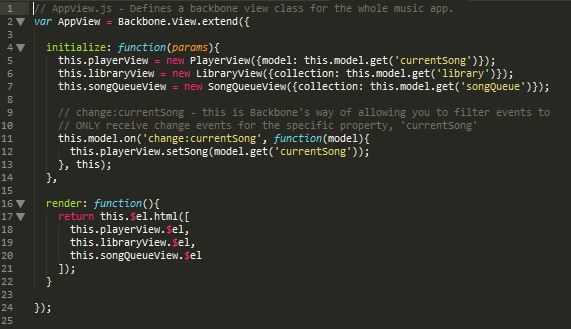 1 // AppView.js - Defines a backbone view class for the whole music app.
2 var AppView = Backbone.View.extend({
3
4   initialize: function(params){
5     this.playerView = new PlayerView({model: this.model.get('currentSong')});
6     this.libraryView = new LibraryView({collection: this.model.get('library')});
7     this.songQueueView = new SongQueueView({collection: this.model.get('songQueue')});
8
9     // change:currentSong - this is Backbone's way of allowing you to filter events to
10     // ONLY receive change events for the specific property, 'currentSong'
11     this.model.on('change:currentSong', function(model){
12       this.playerView.setSong(model.get('currentSong'));
13     }, this);
14   },
15
16   render: function(){
17     return this.$el.html([
18       this.playerView.$el,
19       this.libraryView.$el,
20       this.songQueueView.$el
21     ]);
22   }
23
24 });
25